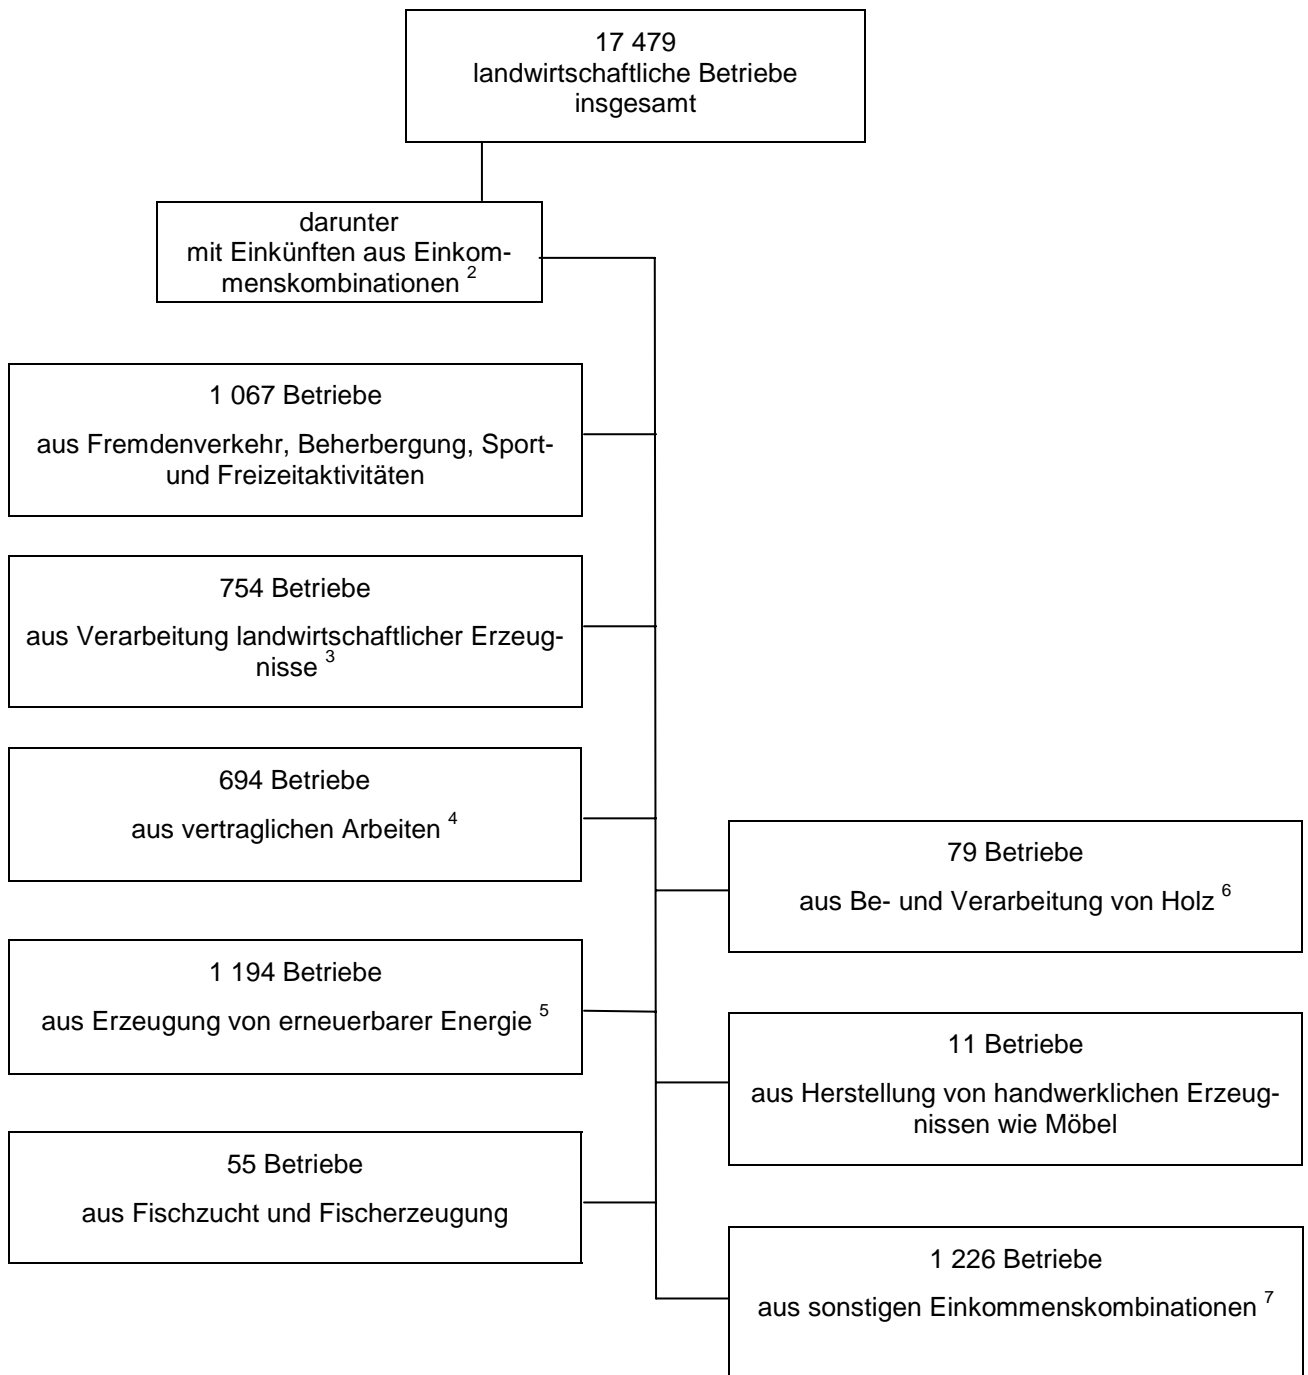 17 479
landwirtschaftliche Betriebe
insgesamt
darunter
mit Einkünften aus Einkom-
menskombinationen 2
1 067 Betriebe
aus Fremdenverkehr, Beherbergung, Sport-
und Freizeitaktivitäten
754 Betriebe
aus Verarbeitung landwirtschaftlicher Erzeug-
nisse 3
694 Betriebe
aus vertraglichen Arbeiten 4
1 194 Betriebe
aus Erzeugung von erneuerbarer Energie 5
55 Betriebe
aus Fischzucht und Fischerzeugung
79 Betriebe
aus Be- und Verarbeitung von Holz 6
11 Betriebe
aus Herstellung von handwerklichen Erzeug-
nissen wie Möbel
1 226 Betriebe
aus sonstigen Einkommenskombinationen 7